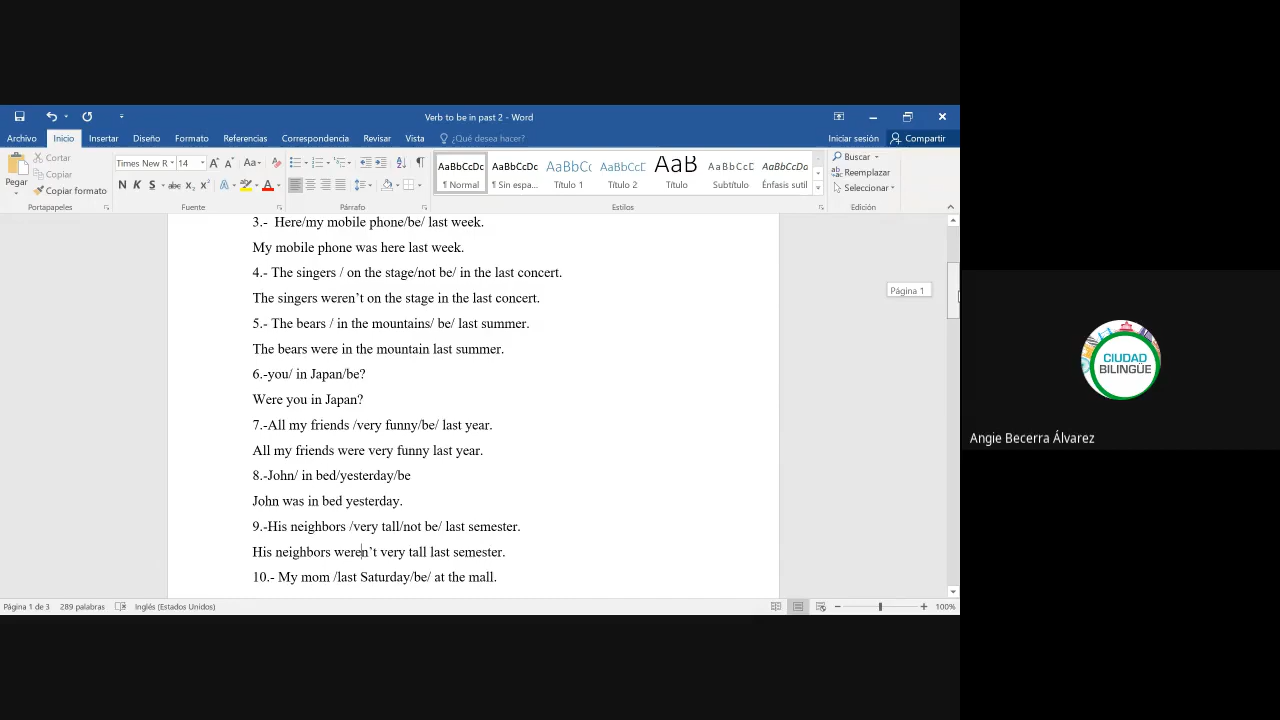 Verb to be in past 2 - Word
Archivo Inicio Insertar Diseño Formato Referencias Correspondencia Revisar Vista ¿Qué desea hacer? Iniciar sesión Compartir
Pegar
Cortar
Copiar
Copiar formato
Portapapeles
Times New R 14
N K S abc x₂ x²
Fuente
Párrafo
AaBbCcDc AaBbCcDc AaBbCc AaBbCcC AaB AaBbCcD AaBbCcDc
¶ Normal ¶ Sin espa... Título 1 Título 2 Título Subtítulo Énfasis sutil
Estilos
Buscar
Reemplazar
Seleccionar
Edición
3.- Here/my mobile phone/be/ last week.
My mobile phone was here last week.
4.- The singers / on the stage/not be/ in the last concert.
The singers weren’t on the stage in the last concert.
5.- The bears / in the mountains/ be/ last summer.
The bears were in the mountain last summer.
6.-you/ in Japan/be?
Were you in Japan?
7.-All my friends /very funny/be/ last year.
All my friends were very funny last year.
8.-John/ in bed/yesterday/be
John was in bed yesterday.
9.-His neighbors /very tall/not be/ last semester.
His neighbors weren’t very tall last semester.
10.- My mom /last Saturday/be/ at the mall.
Página 1
Página 1 de 3 289 palabras Inglés (Estados Unidos) 100%
CIUDAD
BILINGÜE
Angie Becerra Álvarez